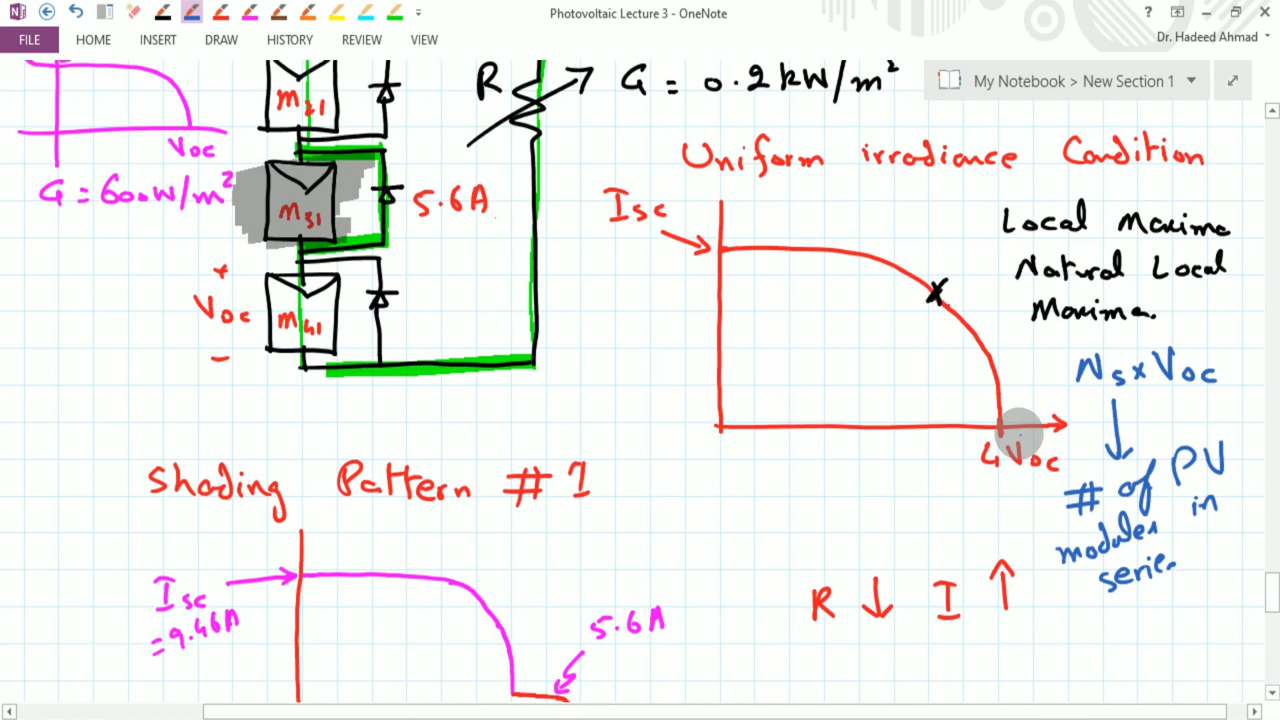 Photovoltaic Lecture 3 - OneNote
FILE HOME INSERT DRAW HISTORY REVIEW VIEW
Dr. Hadeed Ahmad
My Notebook > New Section 1
Voc
G = 600W/m²
M21
M31
5.6A
+
Voc
-
M41
R
G = 0.2kW/m²
Uniform irradiance Condition
Isc
4Voc
Local Maxima
Natural Local
Maxima.
Ns x Voc
# of PV
modules in
series
Shading Pattern # 1
Isc
= 9.46A
5.6A
R ↓ I ↑